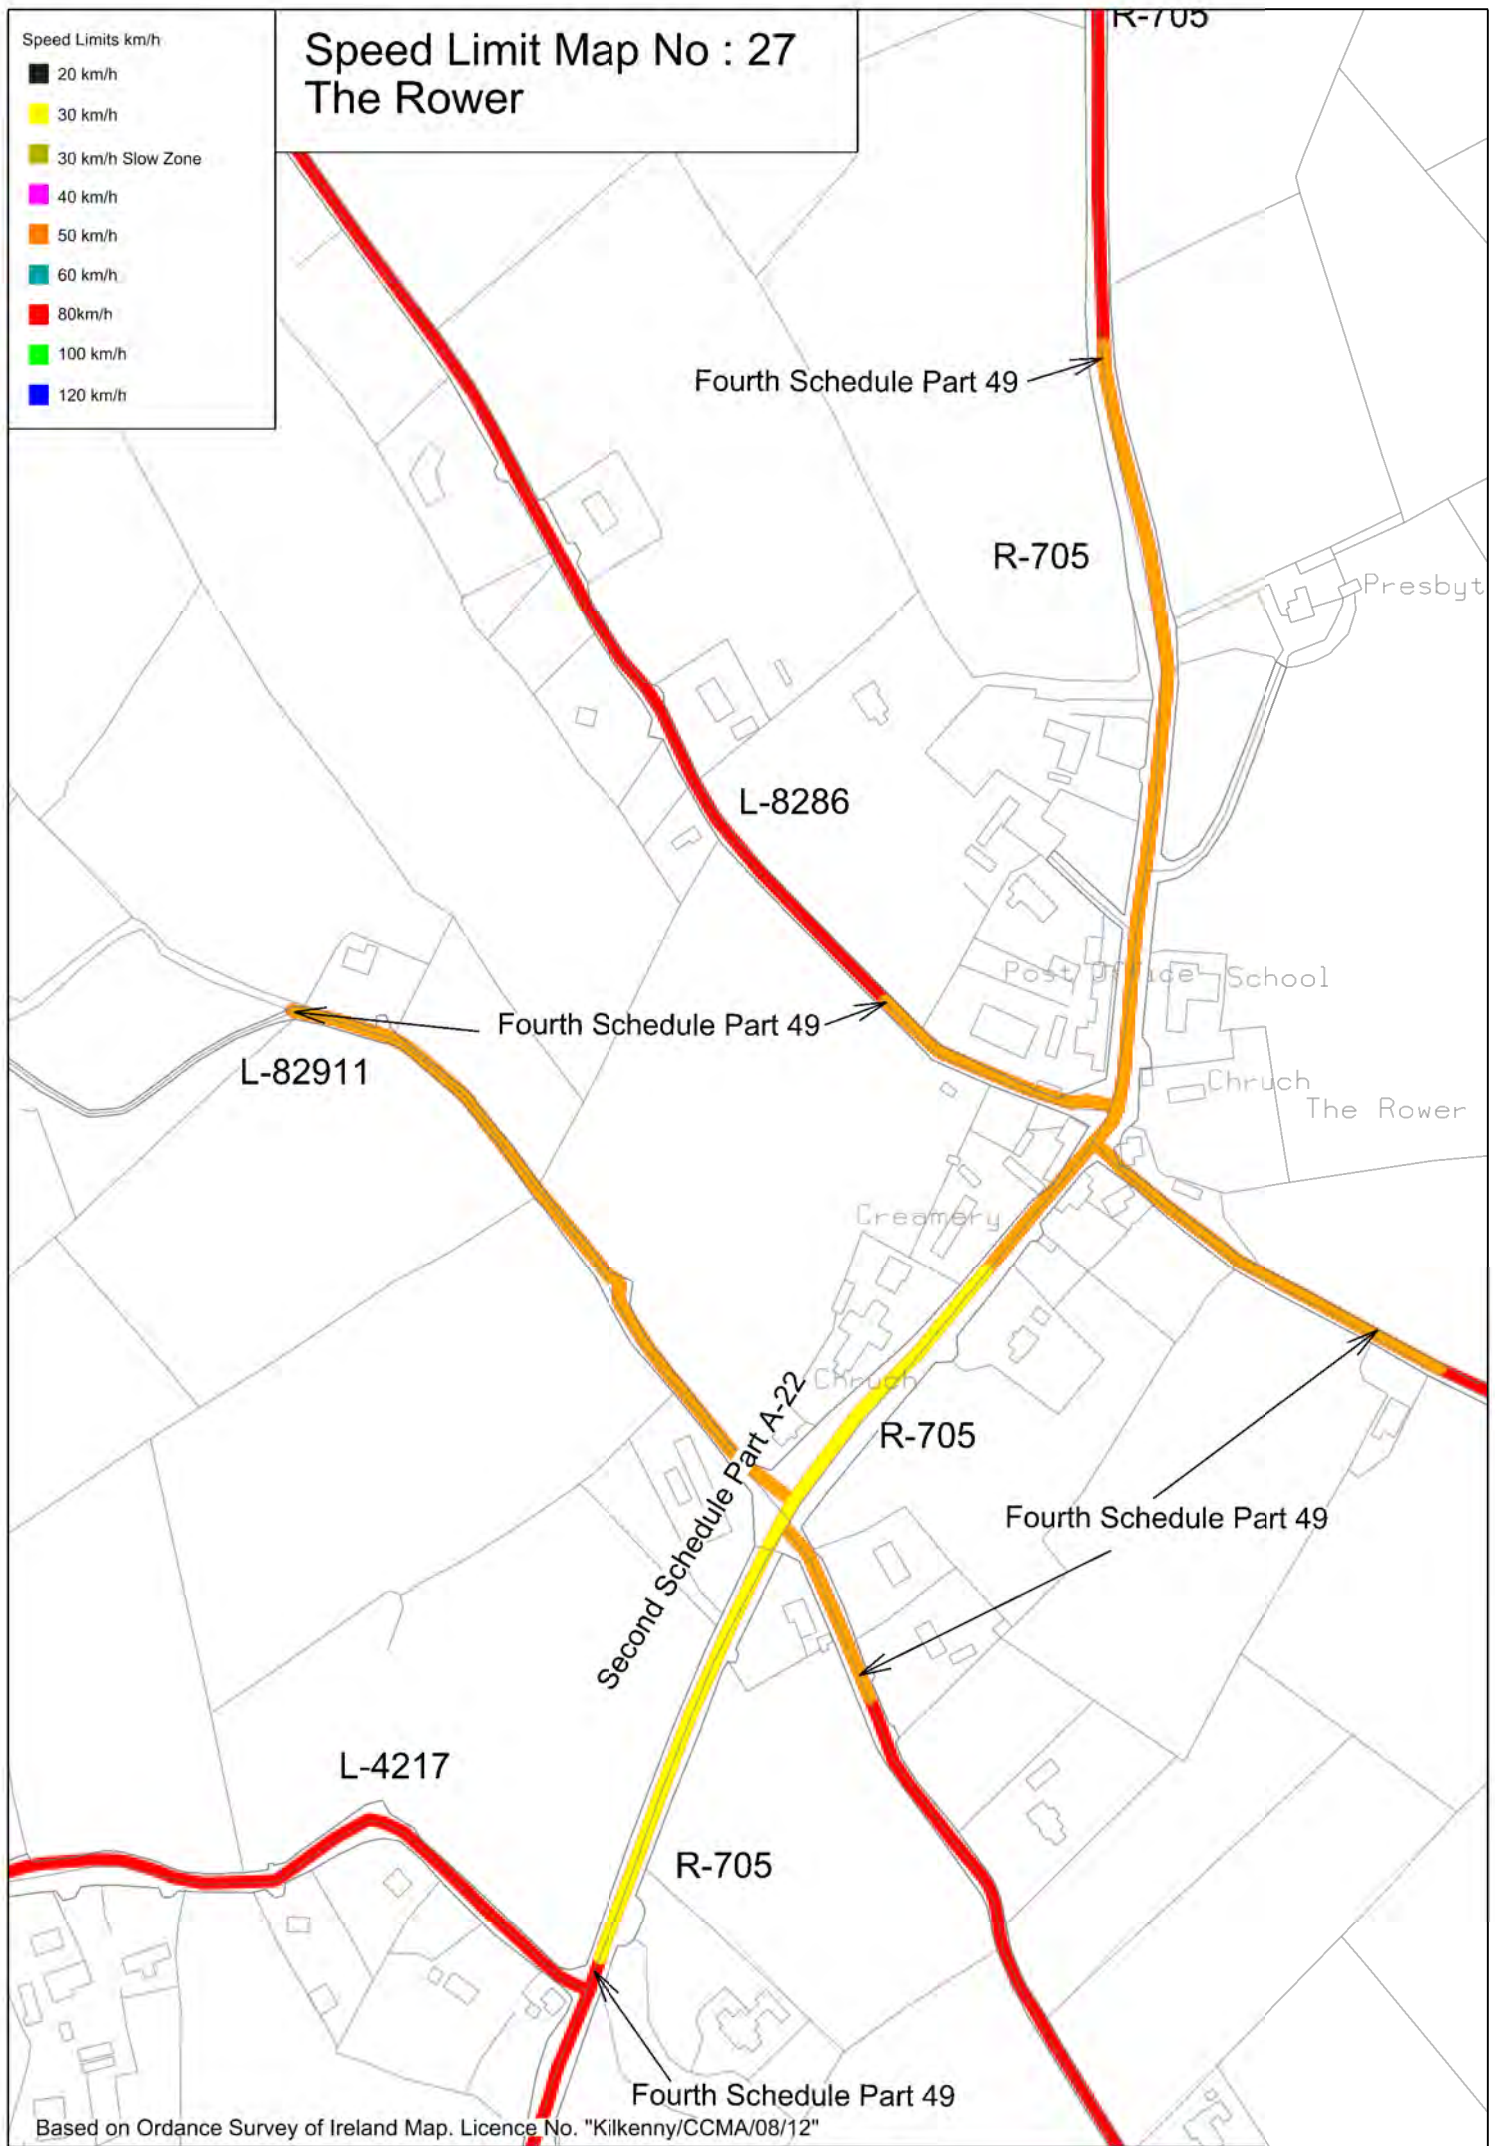 Speed Limits km/h
20 km/h
30 km/h
30 km/h Slow Zone
40 km/h
50 km/h
60 km/h
80km/h
100 km/h
120 km/h
Speed Limit Map No : 27
The Rower
R-705
Fourth Schedule Part 49
R-705
Presbyt
L-8286
Post Office
School
Fourth Schedule Part 49
L-82911
Chruch
The Rower
Creamery
Chruch
Second Schedule Part A-22
R-705
Fourth Schedule Part 49
L-4217
R-705
Fourth Schedule Part 49
Based on Ordance Survey of Ireland Map. Licence No. "Kilkenny/CCMA/08/12"